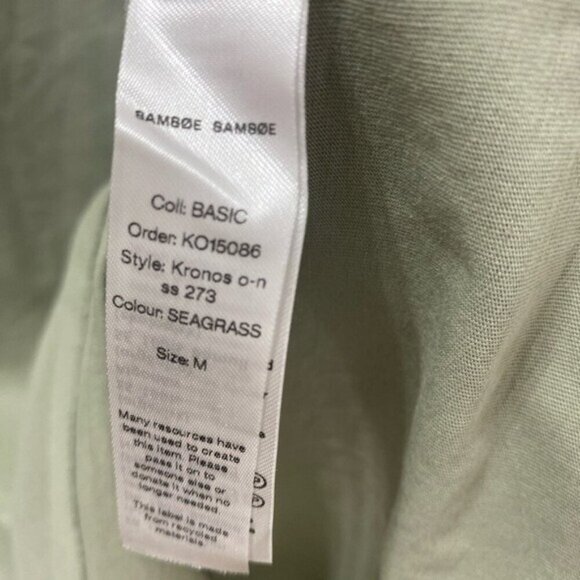 SAMSØE SAMSØE
Coll: BASIC
Order: KO15086
Style: Kronos o-n
ss 273
Colour: SEAGRASS
Size: M
Many resources have
been used to create
this item. Please
pass it on to
someone else or
donate it when no
longer needed.
This label is made
from recycled
materials.